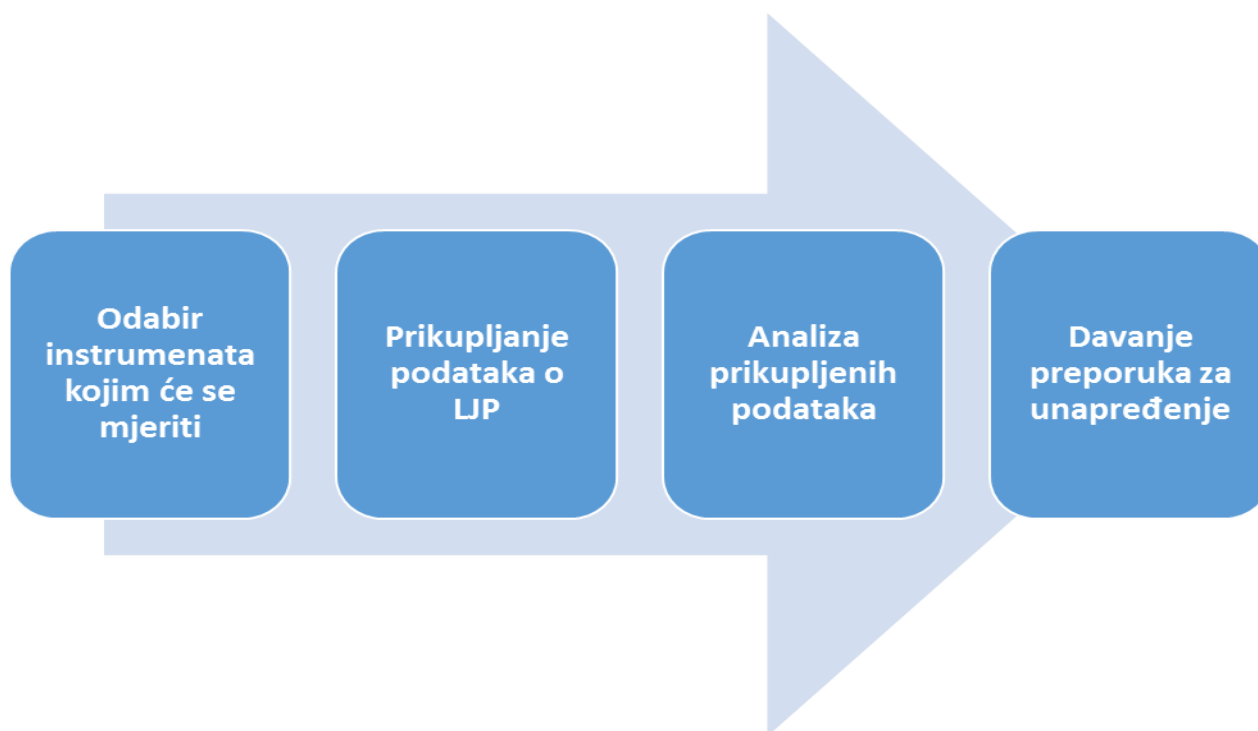 Odabir
instrumenata
kojim će se
mjeriti
Prikupljanje
podataka o
LJP
Analiza
prikupljenih
podataka
Davanje
preporuka za
unapređenje